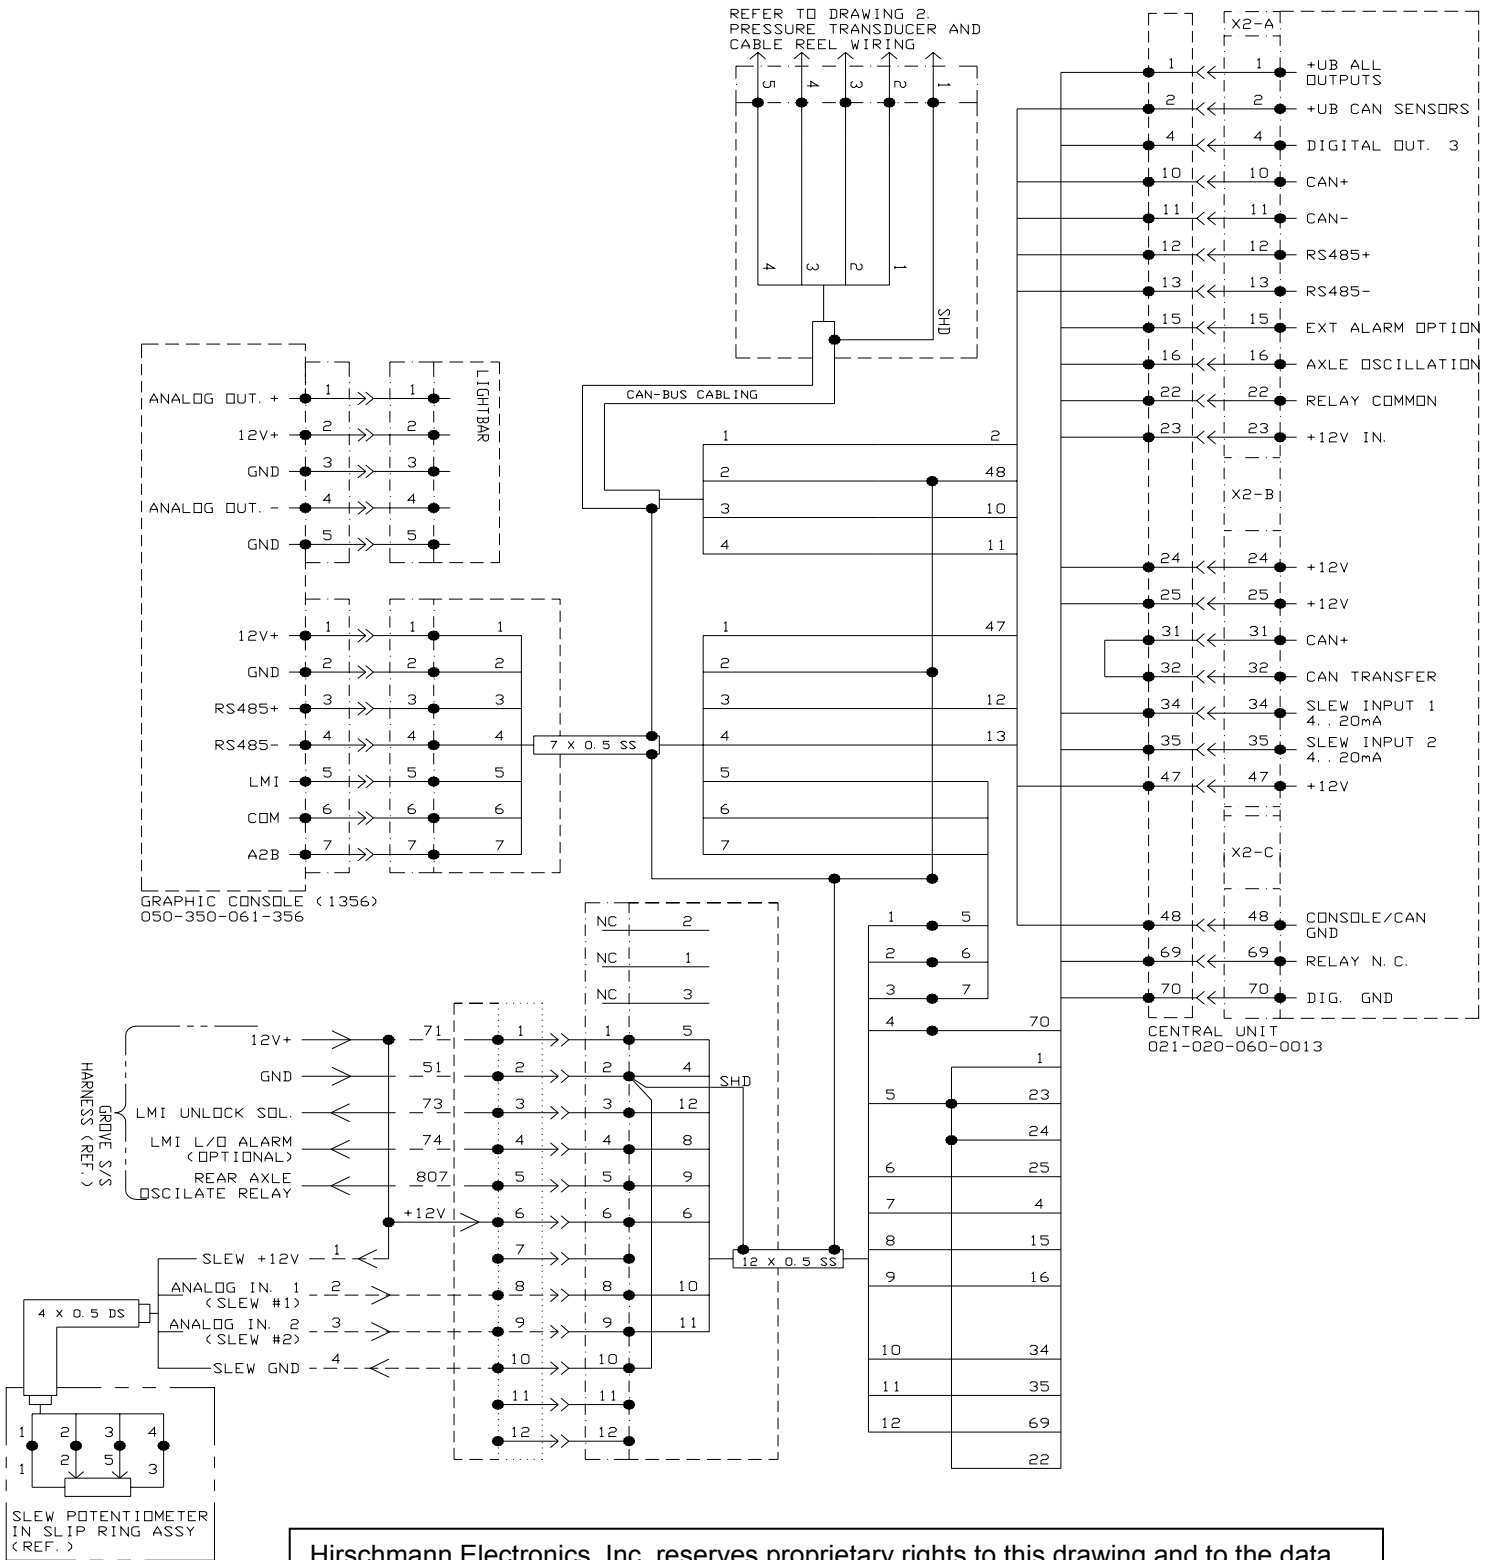 REFER TO DRAWING 2.
PRESSURE TRANSDUCER AND
CABLE REEL WIRING
5 4 3 2 1
4 3 2 1
SHD
CAN-BUS CABLING
X2-A
1 1 +UB ALL
OUTPUTS
2 2 +UB CAN SENSORS
4 4 DIGITAL OUT. 3
10 10 CAN+
11 11 CAN-
12 12 RS485+
13 13 RS485-
15 15 EXT ALARM OPTION
16 16 AXLE OSCILLATION
22 22 RELAY COMMON
23 23 +12V IN.
X2-B
24 24 +12V
25 25 +12V
31 31 CAN+
32 32 CAN TRANSFER
34 34 SLEW INPUT 1
4. . 20mA
35 35 SLEW INPUT 2
4. . 20mA
47 47 +12V
X2-C
48 48 CONSOLE/CAN
GND
69 69 RELAY N. C.
70 70 DIG. GND
CENTRAL UNIT
021-020-060-0013
LIGHTBAR
ANALOG OUT. + 1 1
12V+ 2 2
GND 3 3
ANALOG OUT. - 4 4
GND 5 5
12V+ 1 1 1
GND 2 2 2
RS485+ 3 3 3
RS485- 4 4 4
LMI 5 5 5
COM 6 6 6
A2B 7 7 7
GRAPHIC CONSOLE (1356)
050-350-061-356
7 X 0.5 SS
1 2
2 48
3 10
4 11
1 47
2
3 12
4 13
5
6
7
1 5
2 6
3 7
4 70
1
5 23
24
6 25
7 4
8 15
9 16
10 34
11 35
12 69
22
NC 2
NC 1
NC 3
GROVE S/S
HARNESS (REF.)
12V+ 71 1 1 5
GND 51 2 2 4
SHD
LMI UNLOCK SOL. 73 3 3 12
LMI L/O ALARM 74 4 4 8
(OPTIONAL)
REAR AXLE 807 5 5 9
OSCILATE RELAY
+12V 6 6 6
SLEW +12V 1 7
ANALOG IN. 1 2 8 8 10
(SLEW #1)
ANALOG IN. 2 3 9 9 11
(SLEW #2)
SLEW GND 4 10 10
11 11
12 12
12 X 0.5 SS
4 X 0.5 DS
1 2 3 4
1 2 5 3
SLEW POTENTIOMETER
IN SLIP RING ASSY
(REF.)
Hirschmann Electronics, Inc. reserves proprietary rights to this drawing and to the data